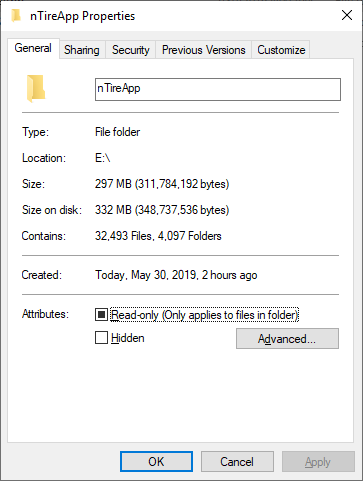 nTireApp Properties
General Sharing Security Previous Versions Customize
nTireApp
Type: File folder
Location: E:\
Size: 297 MB (311,784,192 bytes)
Size on disk: 332 MB (348,737,536 bytes)
Contains: 32,493 Files, 4,097 Folders
Created: Today, May 30, 2019, 2 hours ago
Attributes: Read-only (Only applies to files in folder)
Hidden Advanced...
OK Cancel Apply